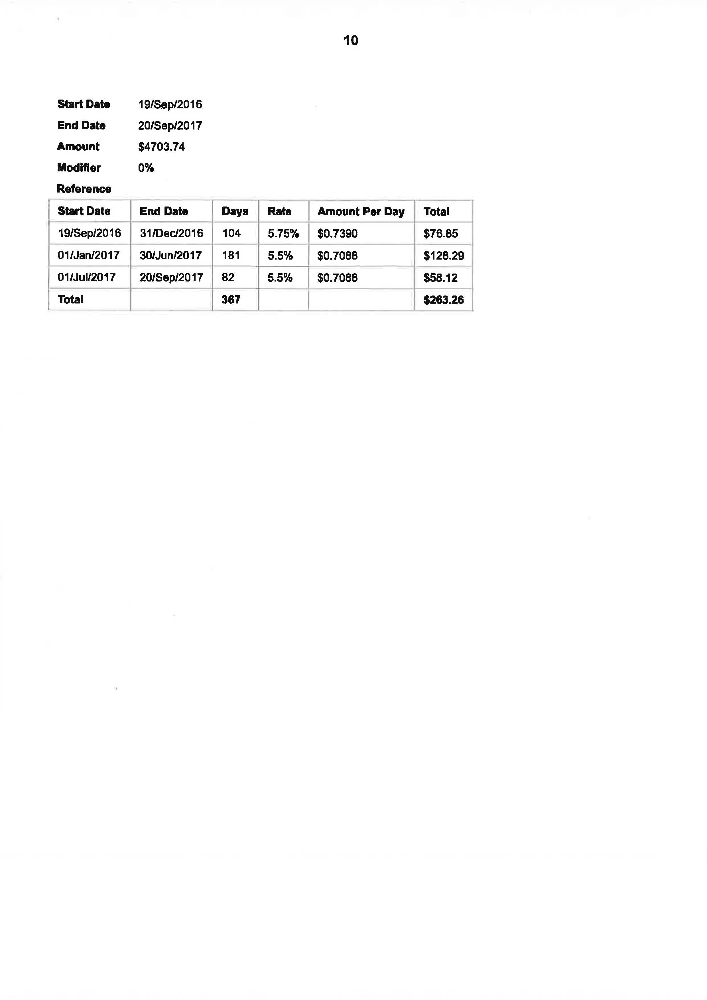 10
Start Date 19/Sep/2016
End Date 20/Sep/2017
Amount $4703.74
Modifier 0%
Reference
Start Date End Date Days Rate Amount Per Day Total
19/Sep/2016 31/Dec/2016 104 5.75% $0.7390 $76.85
01/Jan/2017 30/Jun/2017 181 5.5% $0.7088 $128.29
01/Jul/2017 20/Sep/2017 82 5.5% $0.7088 $58.12
Total 367 $263.26